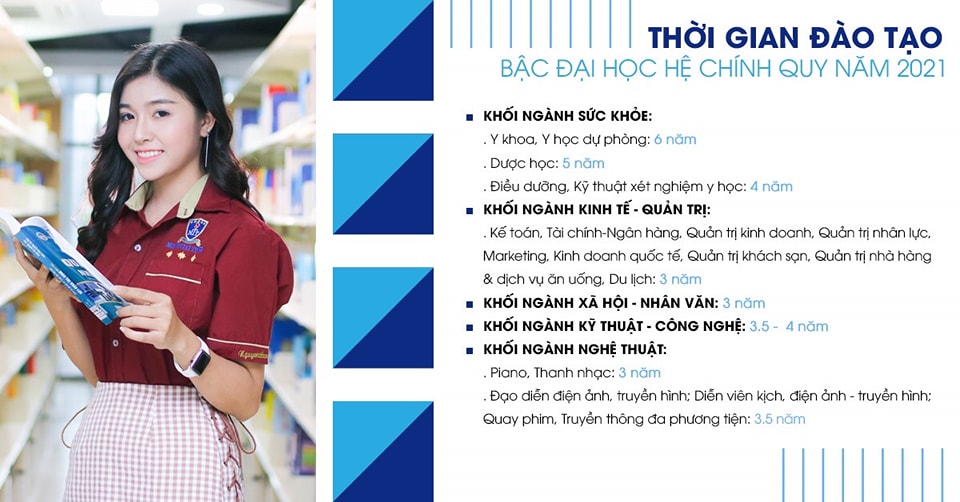 THỜI GIAN ĐÀO TẠO
BẬC ĐẠI HỌC HỆ CHÍNH QUY NĂM 2021
KHỐI NGÀNH SỨC KHỎE:
. Y khoa, Y học dự phòng: 6 năm
. Dược học: 5 năm
. Điều dưỡng, Kỹ thuật xét nghiệm y học: 4 năm
KHỐI NGÀNH KINH TẾ - QUẢN TRỊ:
. Kế toán, Tài chính-Ngân hàng, Quản trị kinh doanh, Quản trị nhân lực,
Marketing, Kinh doanh quốc tế, Quản trị khách sạn, Quản trị nhà hàng
& dịch vụ ăn uống, Du lịch: 3 năm
KHỐI NGÀNH XÃ HỘI - NHÂN VĂN: 3 năm
KHỐI NGÀNH KỸ THUẬT - CÔNG NGHỆ: 3.5 - 4 năm
KHỐI NGÀNH NGHỆ THUẬT:
. Piano, Thanh nhạc: 3 năm
. Đạo diễn điện ảnh, truyền hình; Diễn viên kịch, điện ảnh - truyền hình;
Quay phim, Truyền thông đa phương tiện: 3.5 năm